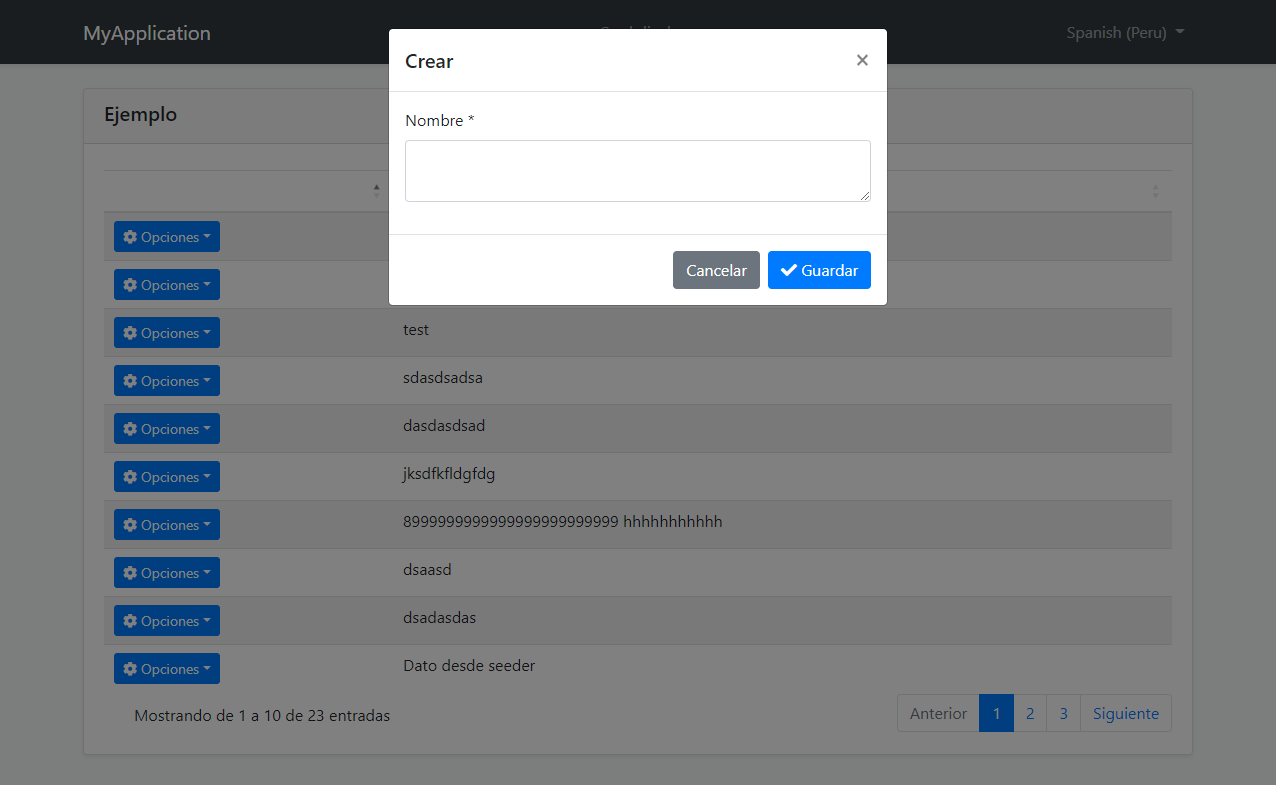 MyApplication
Spanish (Peru)
Crear
×
Ejemplo
Nombre *
Opciones
Cancelar
Guardar
Opciones
Opciones test
Opciones sdasdsadsa
Opciones dasdasdsad
Opciones jksdfkfldgfdg
Opciones 8999999999999999999999999 hhhhhhhhhhh
Opciones dsaasd
Opciones dsadasdas
Opciones Dato desde seeder
Mostrando de 1 a 10 de 23 entradas
Anterior 1 2 3 Siguiente